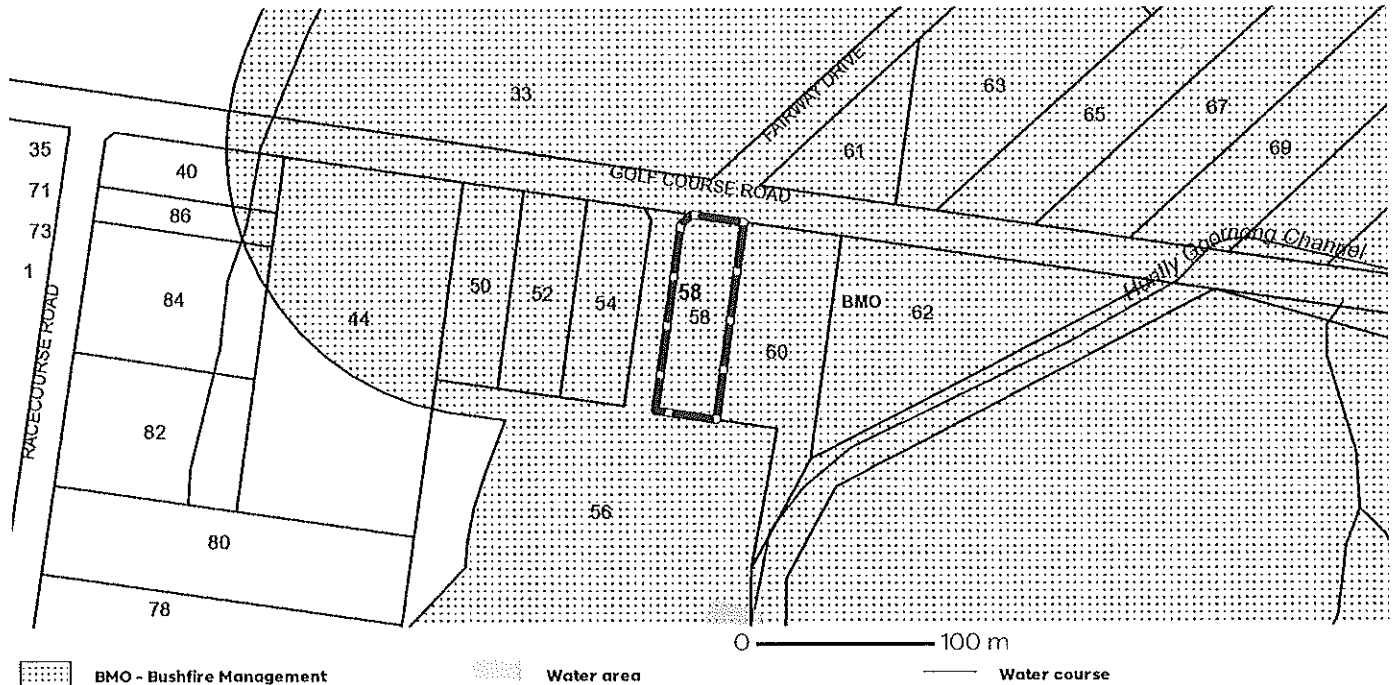 33
FAIRWAY DRIVE
63
65
67
69
61
35
71
73
1
40
86
84
82
80
78
RACECOURSE ROAD
GOLF COURSE ROAD
44
50
52
54
58
58
60
BMO
62
Huntly Goornong Channel
56
0
100 m
BMO - Bushfire Management
Water area
Water course